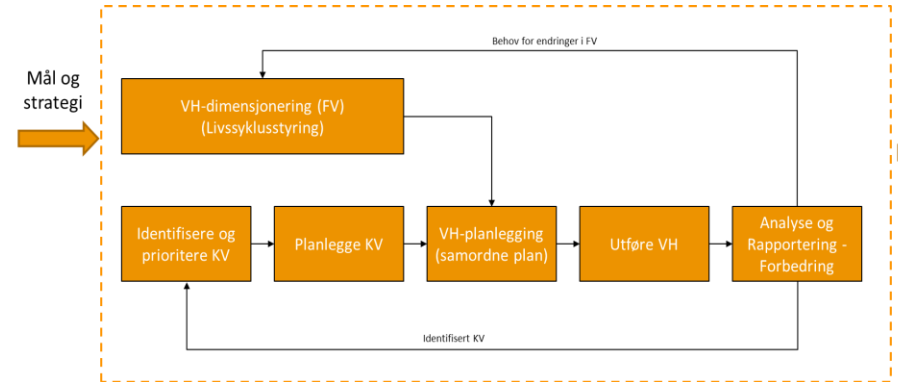 Behov for endringer i FV
Mål og
strategi
VH-dimensjonering (FV)
(Livssyklusstyring)
Identifisere og
prioritere KV
Planlegge KV
VH-planlegging
(samordne plan)
Utføre VH
Analyse og
Rapportering -
Forbedring
Identifisert KV